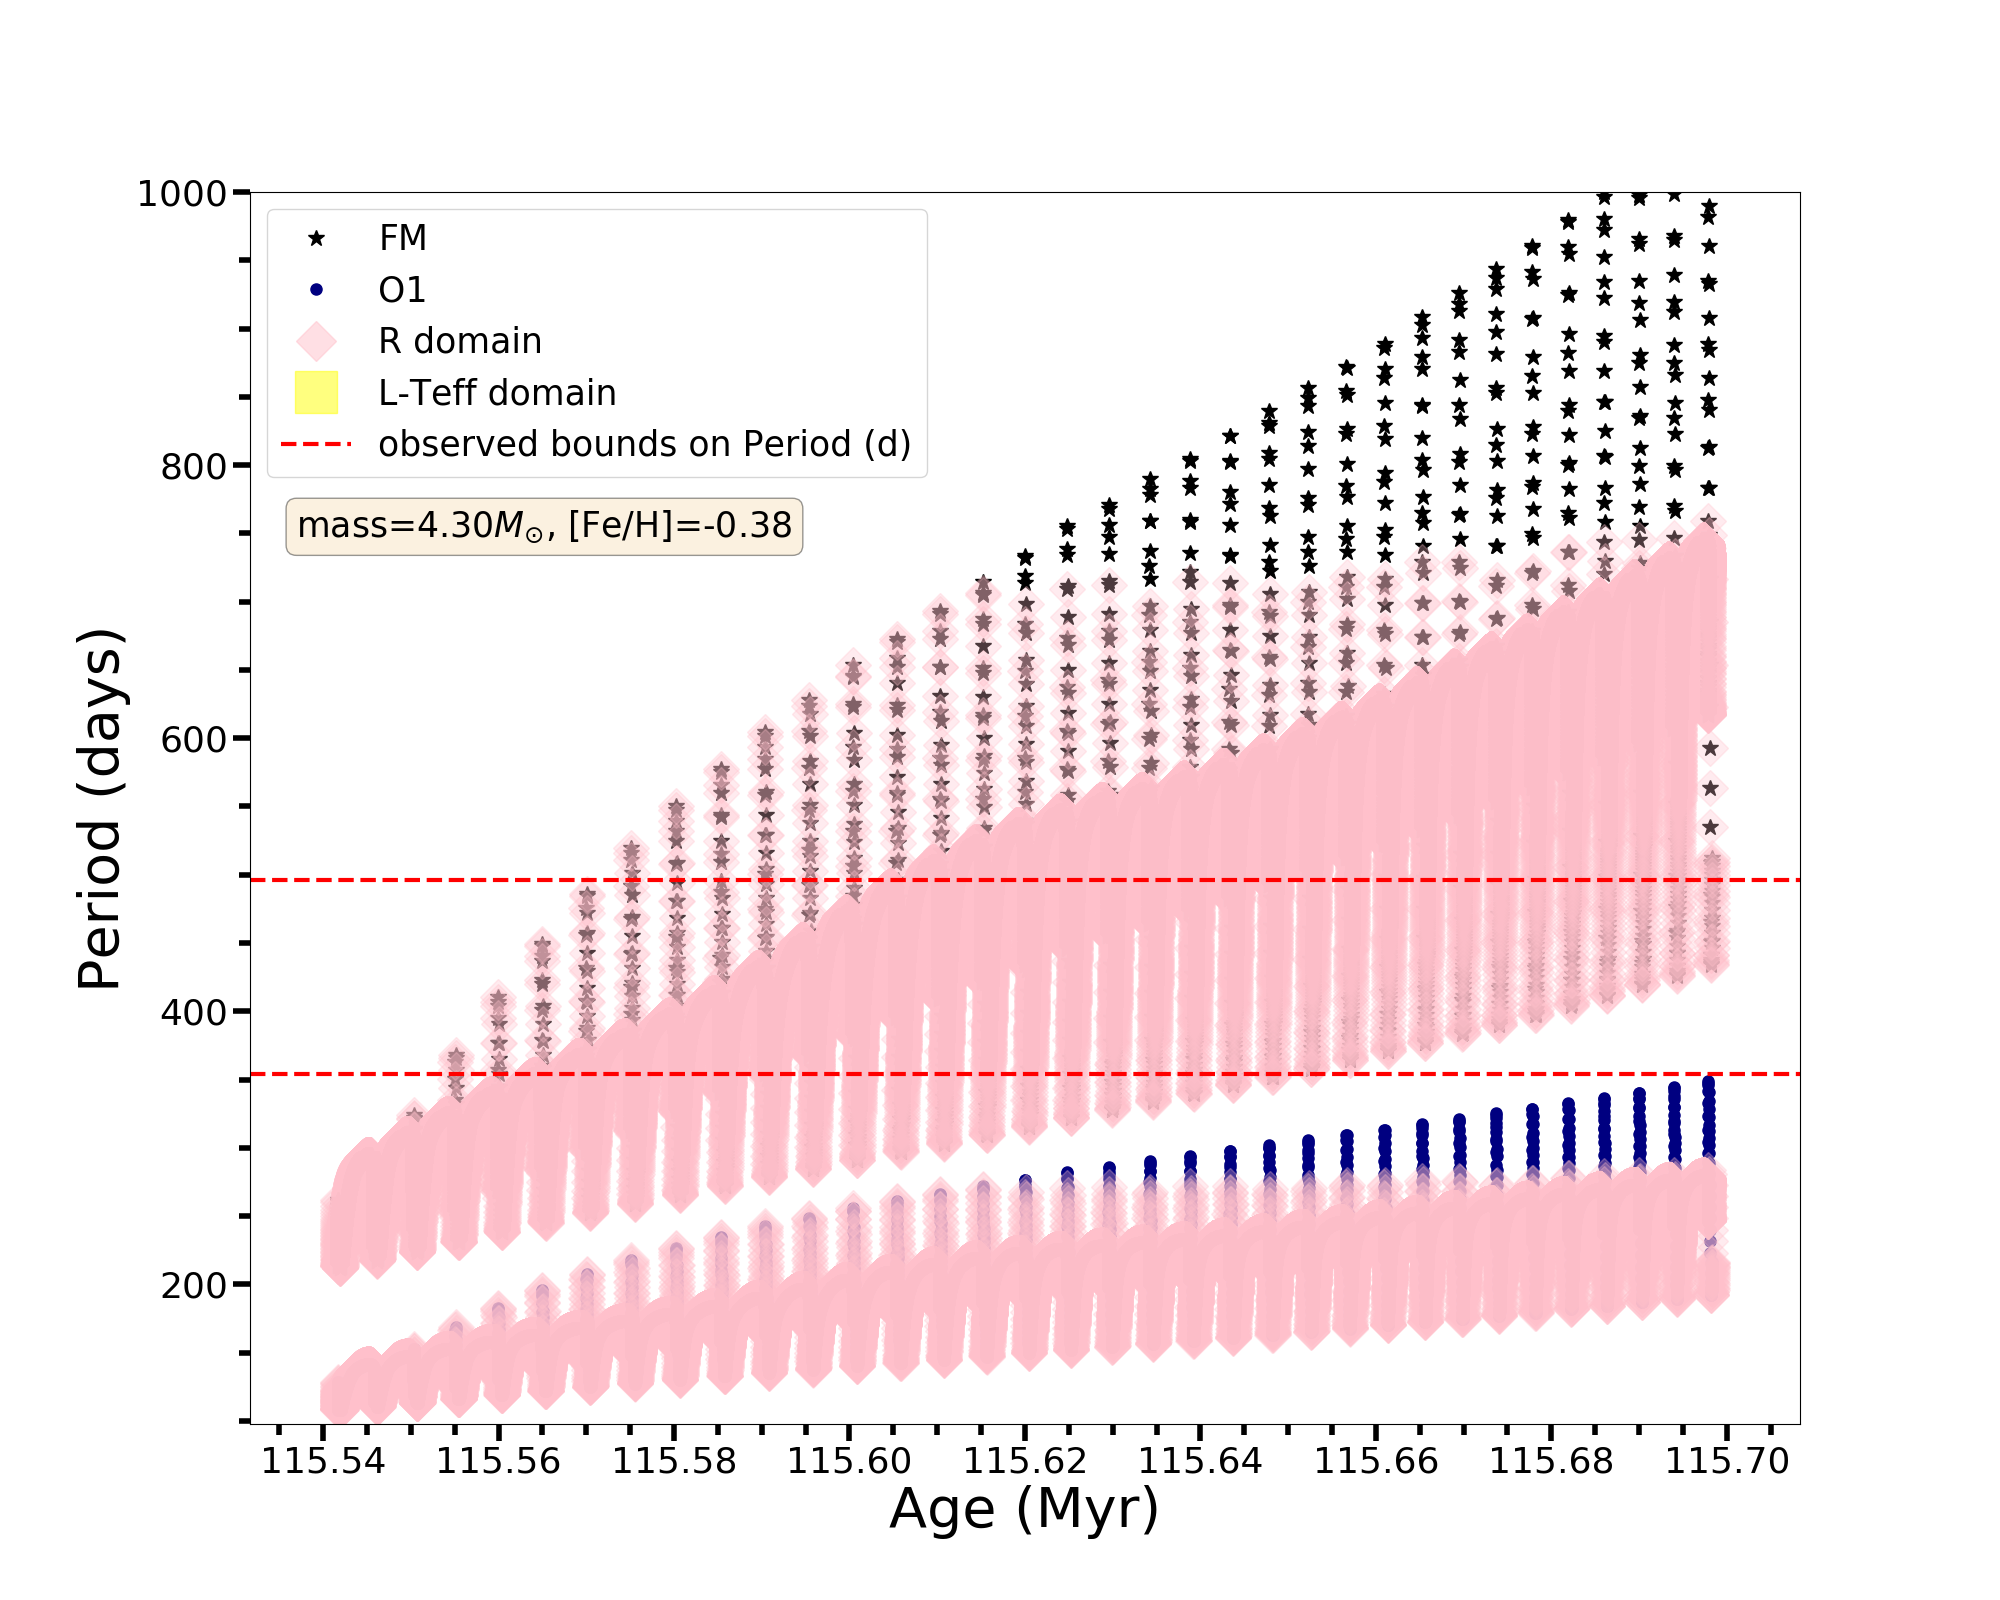 1000
800
600
400
200
Period (days)
FM
O1
R domain
L-Teff domain
observed bounds on Period (d)
mass=4.30M⊙, [Fe/H]=-0.38
115.54 115.56 115.58 115.60 115.62 115.64 115.66 115.68 115.70
Age (Myr)